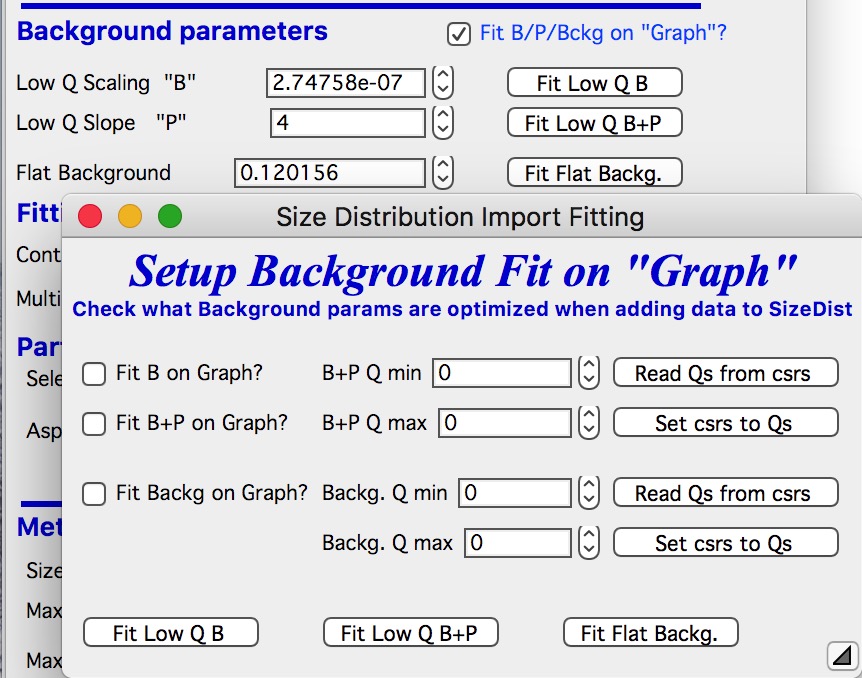 Background parameters
Fit B/P/Bckg on "Graph"?
Low Q Scaling "B" 2.74758e-07 Fit Low Q B
Low Q Slope "P" 4 Fit Low Q B+P
Flat Background 0.120156 Fit Flat Backg.
Fitti
Size Distribution Import Fitting
Setup Background Fit on "Graph"
Cont
Multi
Check what Background params are optimized when adding data to SizeDist
Par
Sele
Fit B on Graph? B+P Q min 0 Read Qs from csrs
Asp
Fit B+P on Graph? B+P Q max 0 Set csrs to Qs
Fit Backg on Graph? Backg. Q min 0 Read Qs from csrs
Met
Backg. Q max 0 Set csrs to Qs
Size
Max
Fit Low Q B Fit Low Q B+P Fit Flat Backg.
Max